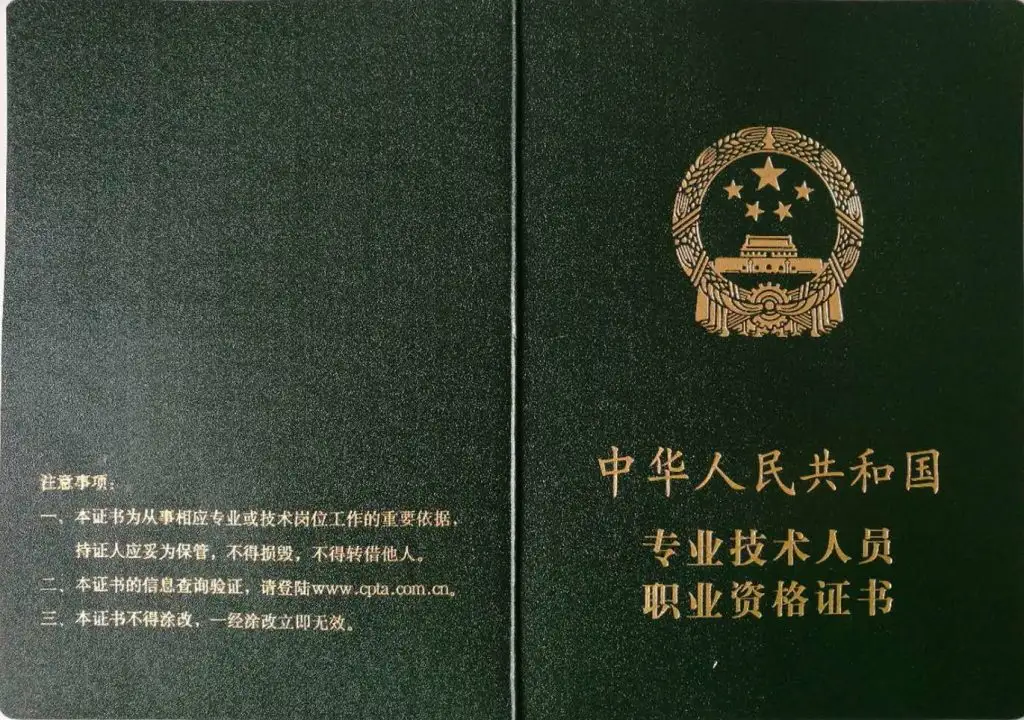 注意事项：
一、本证书为从事相应专业或技术岗位工作的重要依据，
持证人应妥为保管，不得损毁，不得转借他人。
二、本证书的信息查询验证，请登陆www.cpta.com.cn。
三、本证书不得涂改，一经涂改立即无效。
中华人民共和国
专业技术人员
职业资格证书